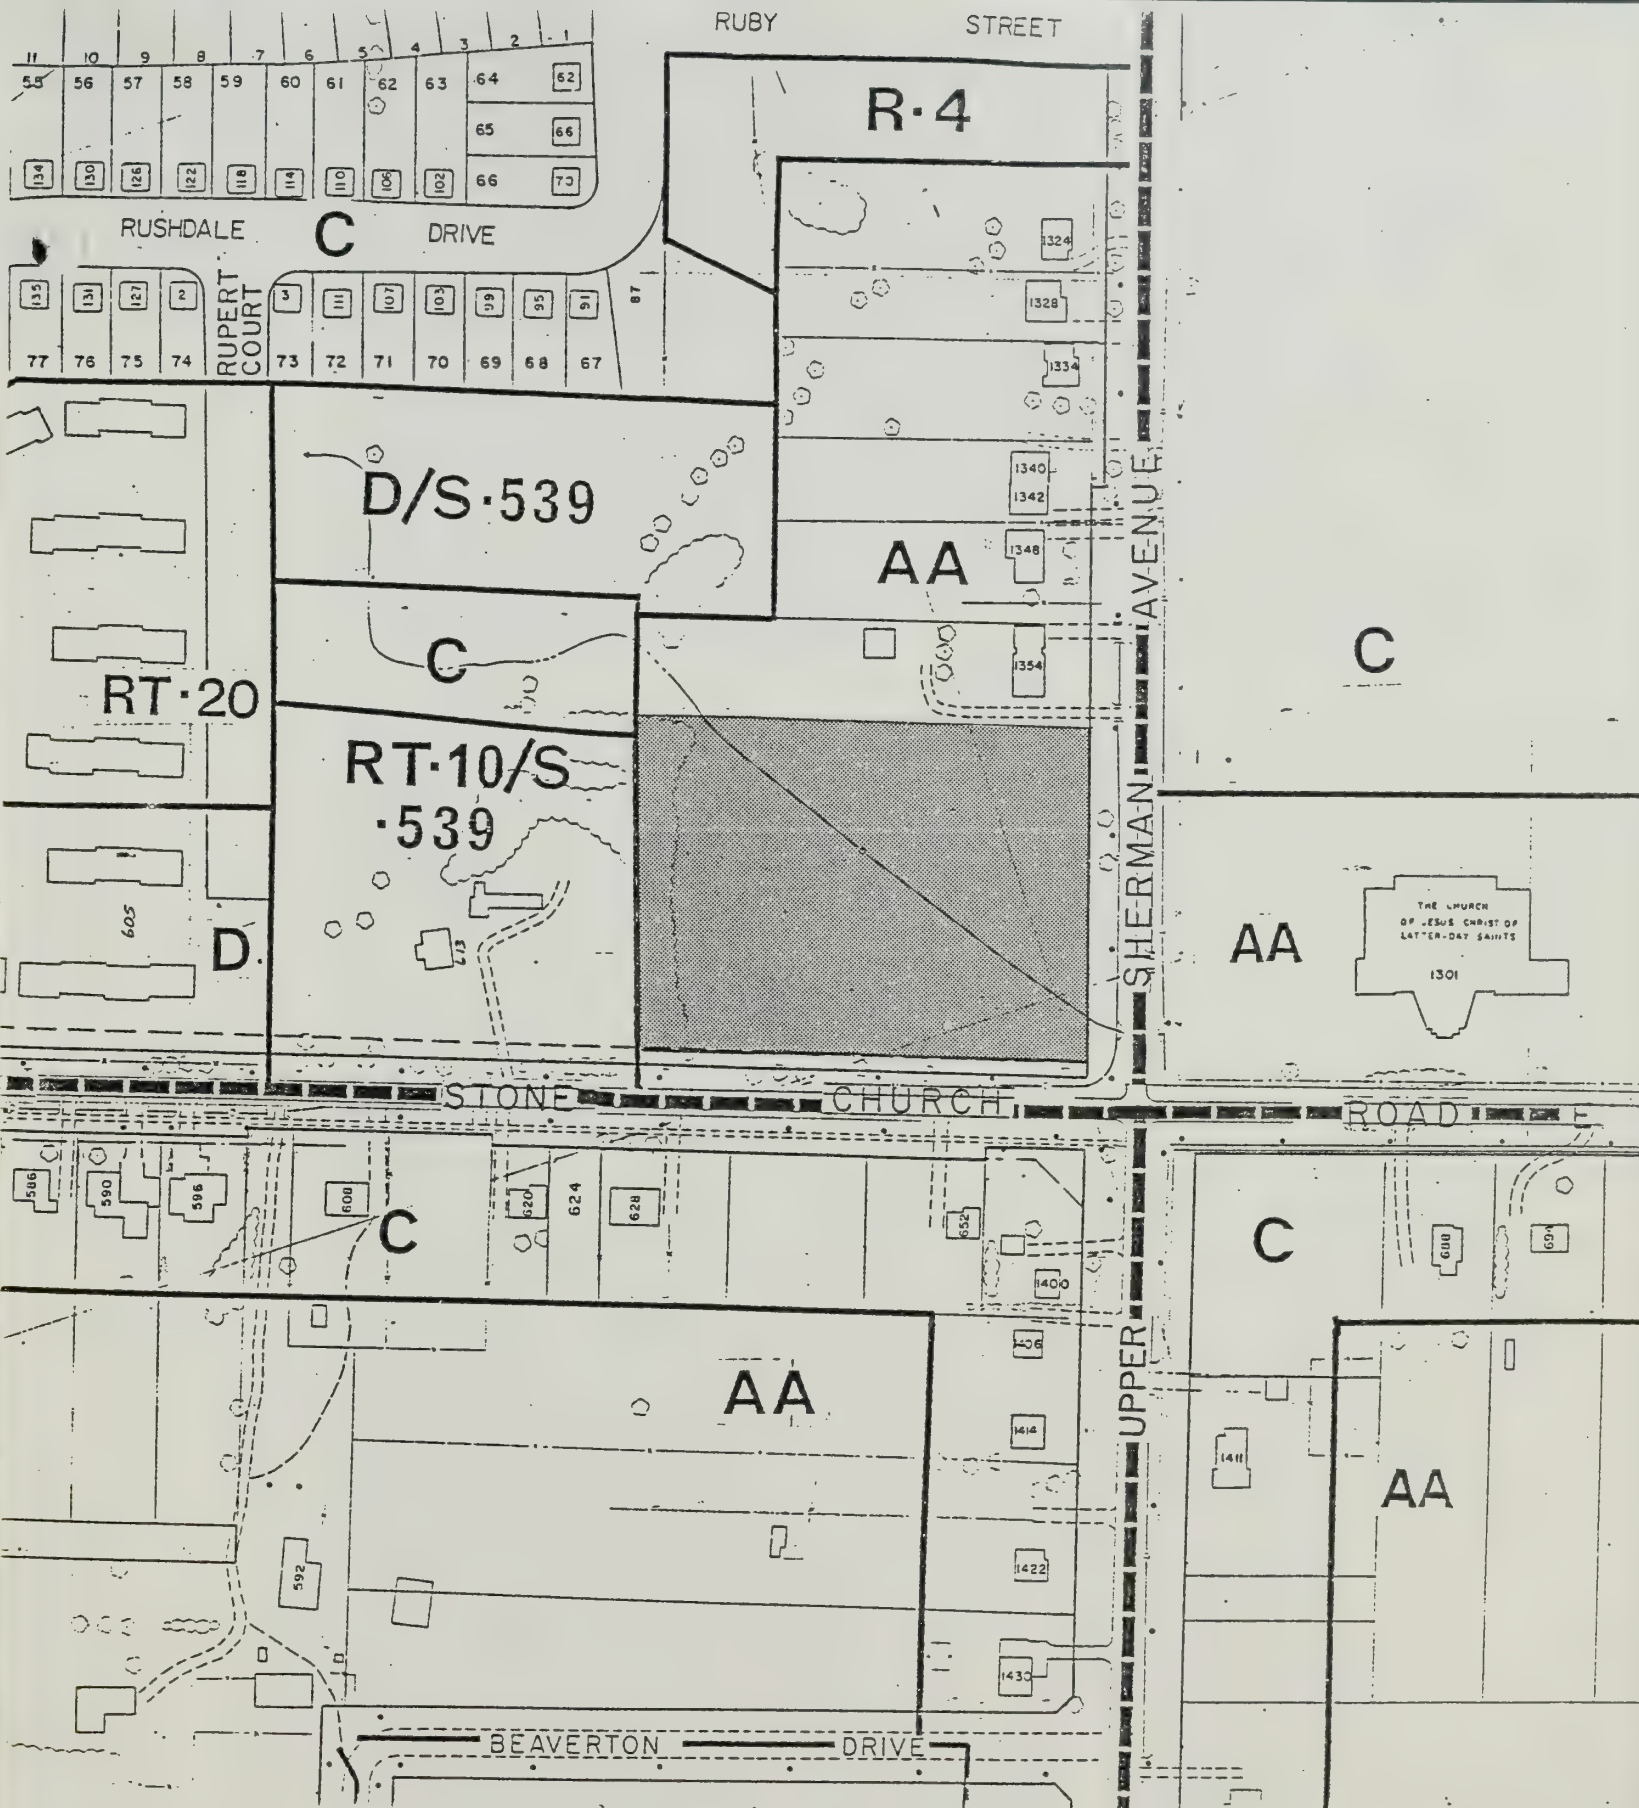 RUBY STREET
11 10 9 8 7 6 5 4 3 2 1
55 56 57 58 59 60 61 62 63 64 62
65 66
134 130 126 122 118 114 110 106 102 66 70
R·4
RUSHDALE C DRIVE
RUPERT
COURT
135 131 127 2 3 111 107 103 99 95 91 87
77 76 75 74 73 72 71 70 69 68 67
1324
1328
1334
1340
1342
1348
1354
D/S·539
AA
C
C
RT·20
RT·10/S
·539
605
D
613
UPPER SHERMAN AVENUE
AA
THE CHURCH
OF JESUS CHRIST OF
LATTER-DAY SAINTS
1301
STONE CHURCH ROAD E
586 590 596 608 620 624 628 652
C
C
688 694
1400
1406
1414
1411
1422
1430
AA
AA
592
BEAVERTON DRIVE